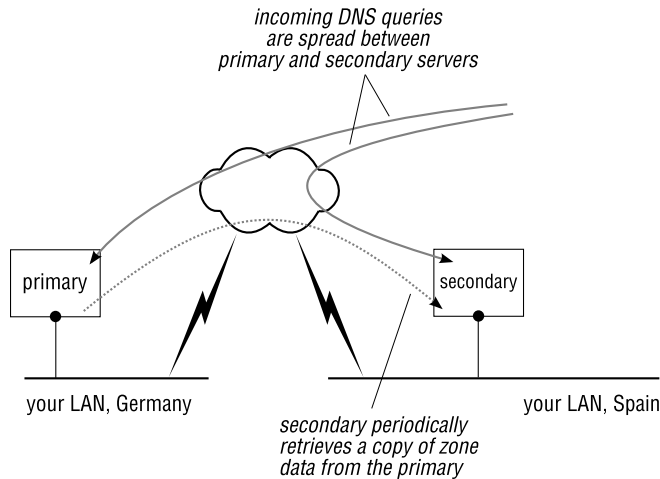 incoming DNS queries
are spread between
primary and secondary servers
primary
secondary
your LAN, Germany
your LAN, Spain
secondary periodically
retrieves a copy of zone
data from the primary